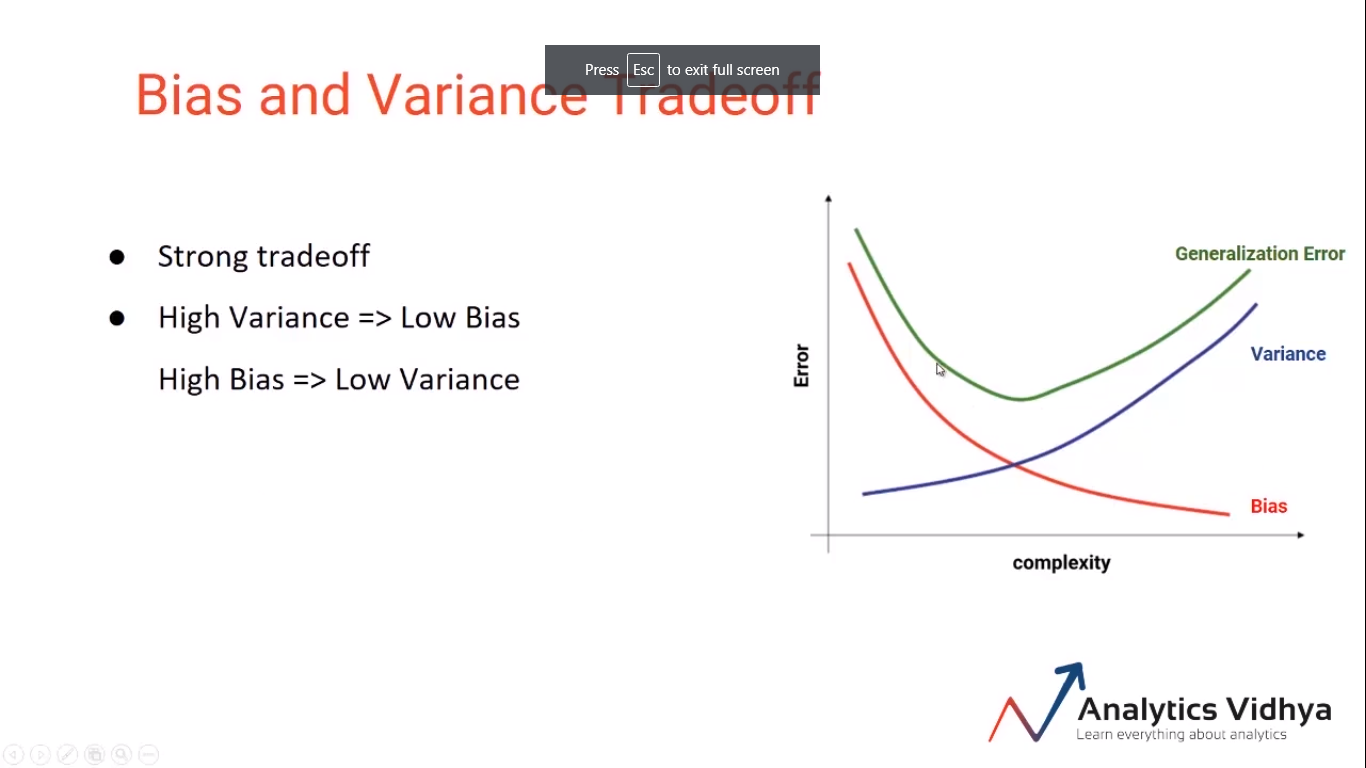 Press Esc to exit full screen
Bias and Variance Tradeoff
● Strong tradeoff
● High Variance => Low Bias
High Bias => Low Variance
Generalization Error
Variance
Error
Bias
complexity
Analytics Vidhya
Learn everything about analytics